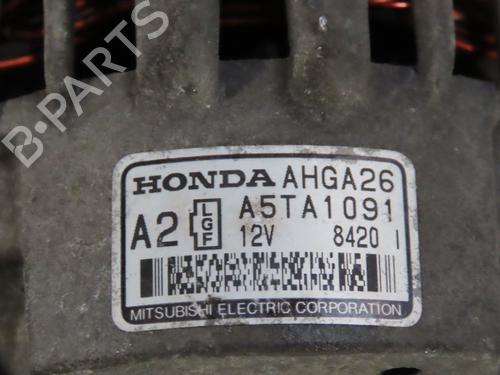 HONDA AHGA26
A2 LGF A5TA1091
12V 8420 I
MITSUBISHI ELECTRIC CORPORATION
B-PARTS